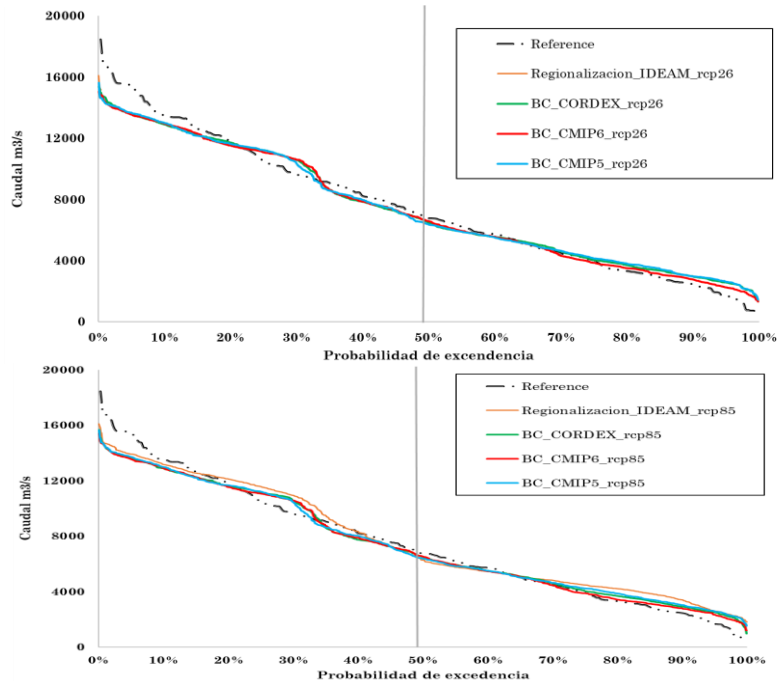 20000
16000
12000
8000
4000
0
Caudal m3/s
Reference
Regionalizacion_IDEAM_rcp26
BC_CORDEX_rcp26
BC_CMIP6_rcp26
BC_CMIP5_rcp26
0% 10% 20% 30% 40% 50% 60% 70% 80% 90% 100%
Probabilidad de excendencia
20000
16000
12000
8000
4000
0
Caudal m3/s
Reference
Regionalizacion_IDEAM_rcp85
BC_CORDEX_rcp85
BC_CMIP6_rcp85
BC_CMIP5_rcp85
0% 10% 20% 30% 40% 50% 60% 70% 80% 90% 100%
Probabilidad de excedencia